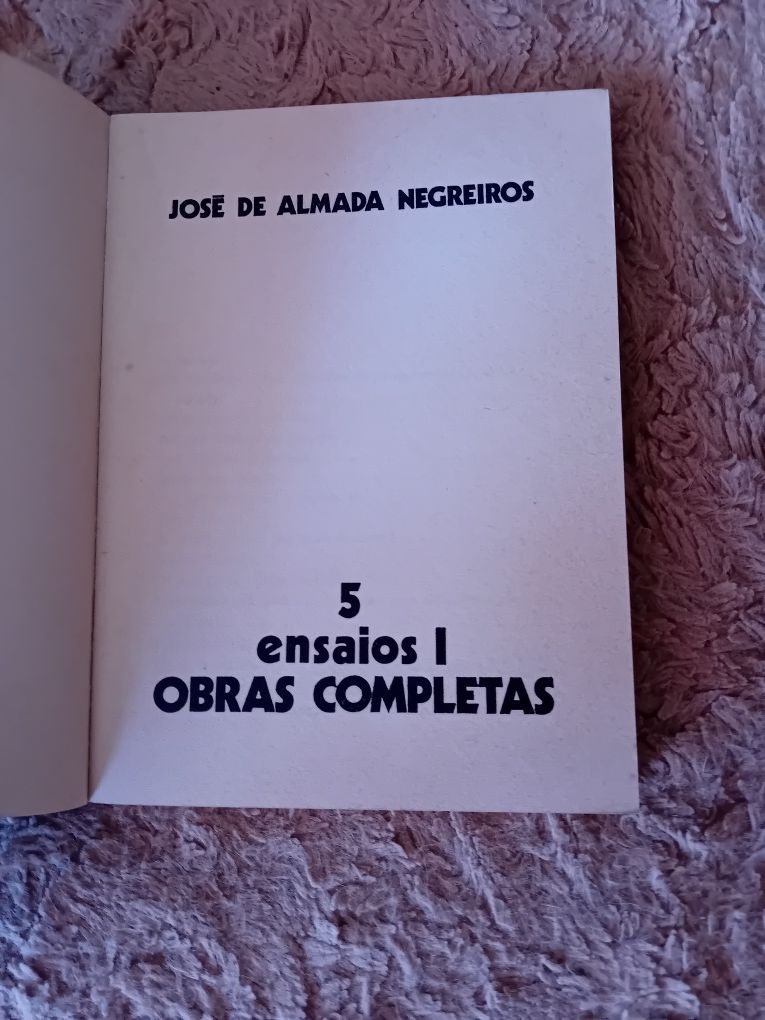 JOSÉ DE ALMADA NEGREIROS
5
ensaios I
OBRAS COMPLETAS